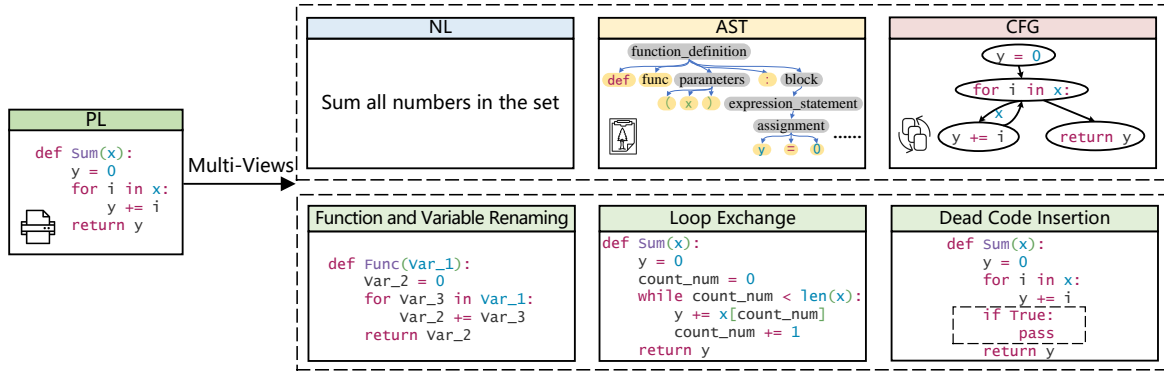 PL
def Sum(x):
y = 0
for i in x:
y += i
return y
Multi-Views
NL
Sum all numbers in the set
AST
function_definition
def func parameters : block
( x ) expression_statement
assignment
y = 0
......
CFG
y = 0
for i in x:
x
y += i return y
Function and Variable Renaming
def Func(Var_1):
Var_2 = 0
for Var_3 in Var_1:
Var_2 += Var_3
return Var_2
Loop Exchange
def Sum(x):
y = 0
count_num = 0
while count_num < len(x):
y += x[count_num]
count_num += 1
return y
Dead Code Insertion
def Sum(x):
y = 0
for i in x:
y += i
if True:
pass
return y